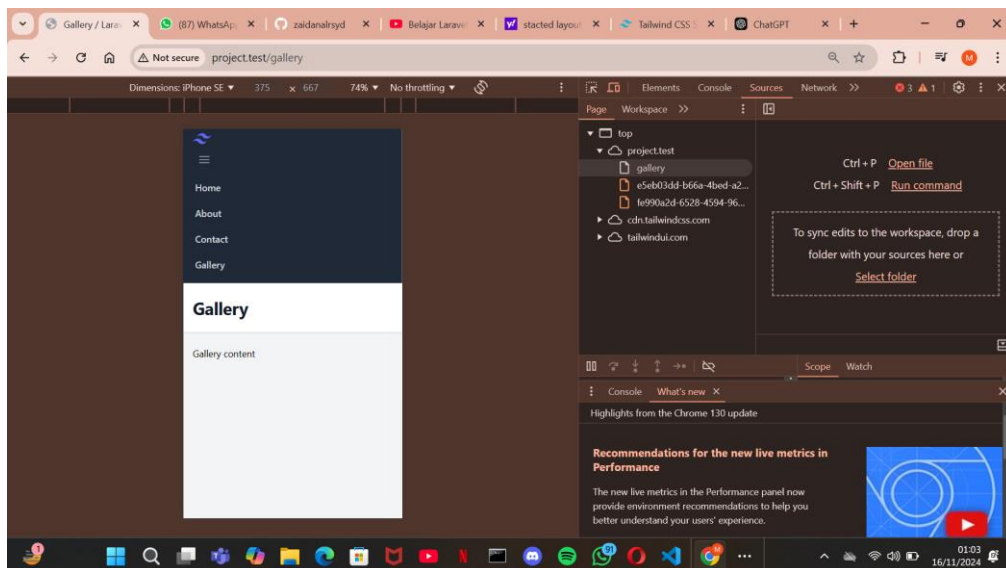 Gallery / Lara
(87) WhatsAp
zaidanalrsyd
Belajar Larave
stacted layou
Tailwind CSS S
ChatGPT
Not secure project.test/gallery
Dimensions: iPhone SE 375 x 667 74% No throttling
Elements Console Sources Network 3 1
Page Workspace
top
project.test
gallery
e5eb03dd-b66a-4bed-a2...
fe990a2d-6528-4594-96...
cdn.tailwindcss.com
tailwindui.com
Ctrl + P Open file
Ctrl + Shift + P Run command
To sync edits to the workspace, drop a
folder with your sources here or
Select folder
Home
About
Contact
Gallery
Gallery
Gallery content
Scope Watch
Console What's new
Highlights from the Chrome 130 update
Recommendations for the new live metrics in
Performance
The new live metrics in the Performance panel now
provide environment recommendations to help you
better understand your users' experience.
01:03
16/11/2024